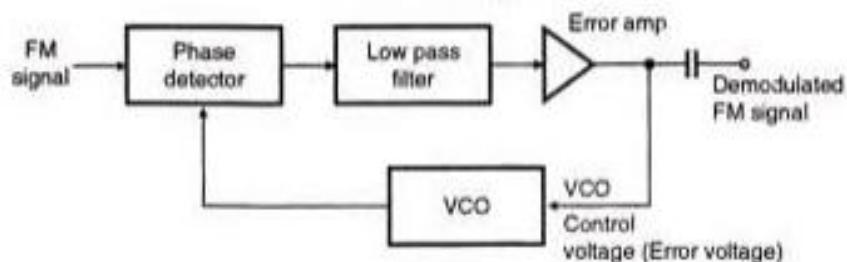 Error amp
FM
signal
Phase
detector
Low pass
filter
Demodulated
FM signal
VCO
VCO
Control
voltage (Error voltage)